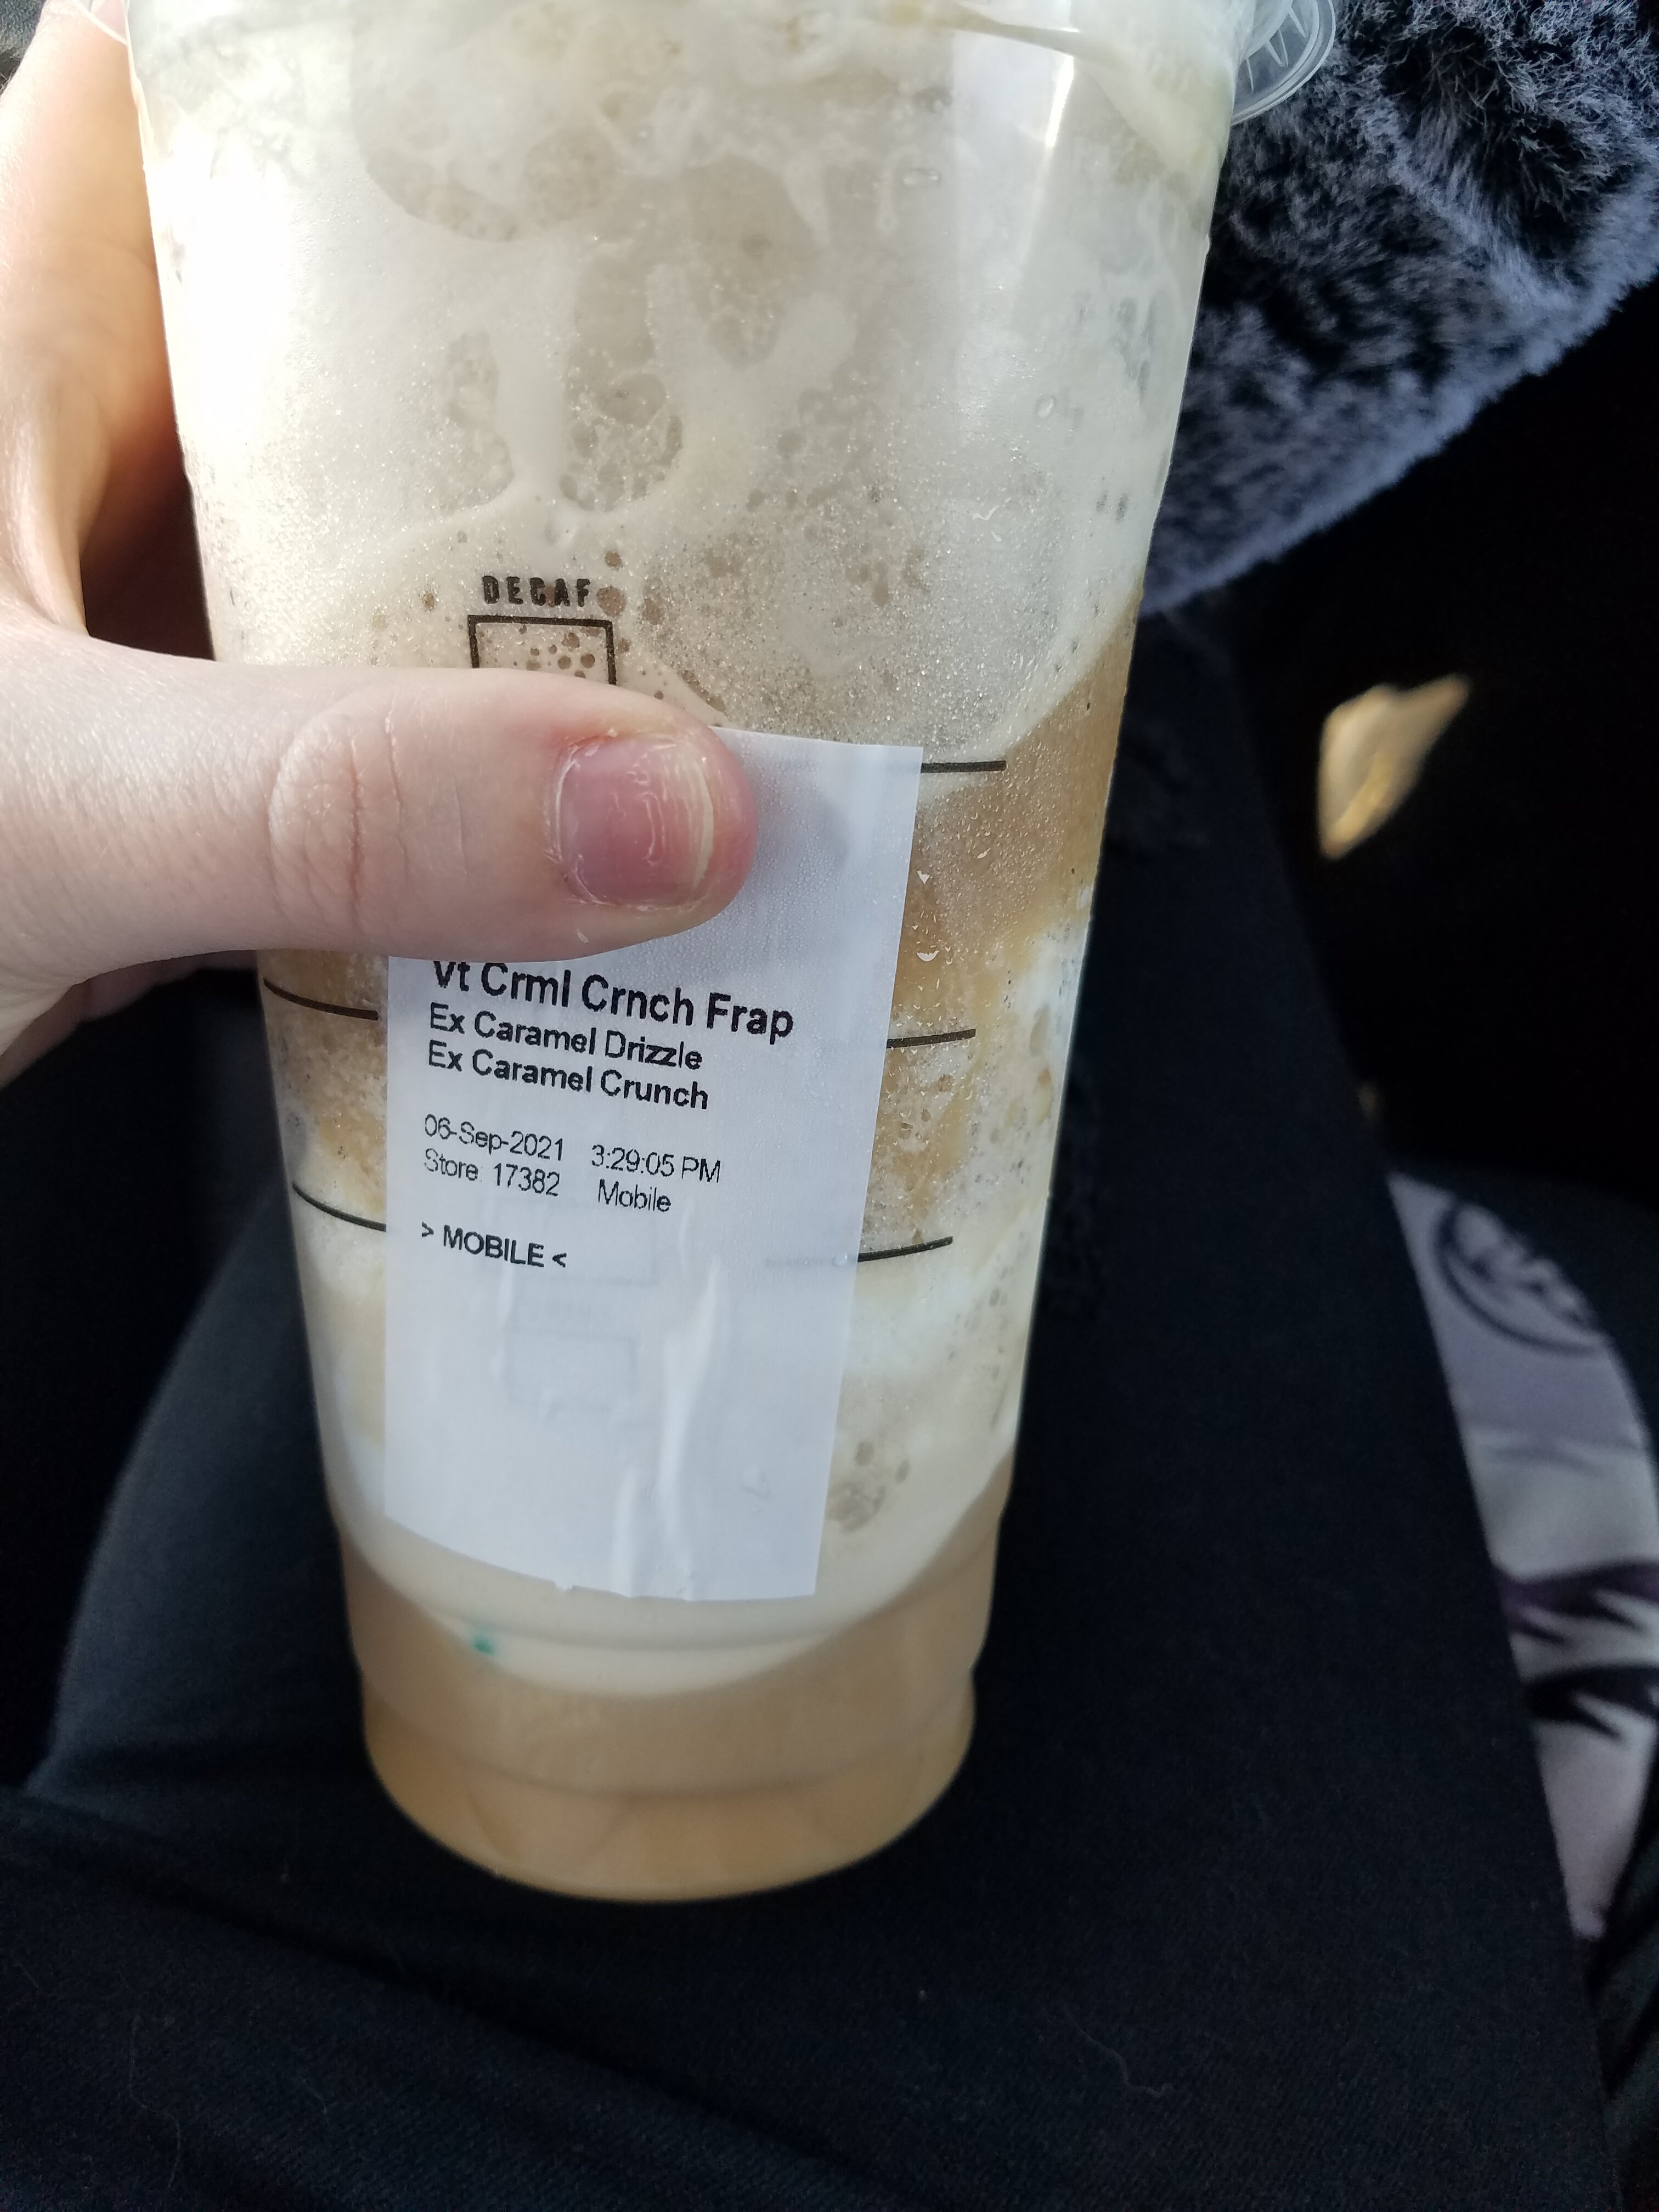 DECAF
Vt Crml Crnch Frap
Ex Caramel Drizzle
Ex Caramel Crunch
06-Sep-2021 3:29:05 PM
Store: 17382 Mobile
> MOBILE <